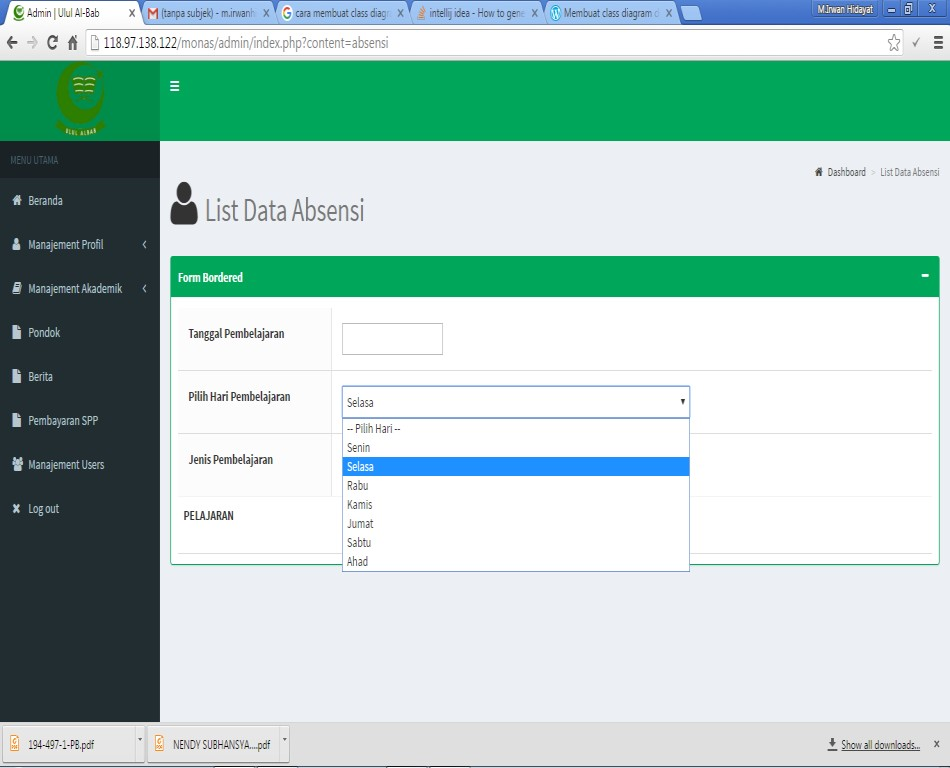 Admin | Ulul Al-Bab
(tanpa subjek) - m.irwanh
cara membuat class diagr
intellij idea - How to gene
Membuat class diagram d
M.Irwan Hidayat
118.97.138.122/monas/admin/index.php?content=absensi
ULUL ALBAB
MENU UTAMA
Beranda
Manajement Profil
Manajement Akademik
Pondok
Berita
Pembayaran SPP
Manajement Users
Log out
Dashboard > List Data Absensi
List Data Absensi
Form Bordered
Tanggal Pembelajaran
Pilih Hari Pembelajaran
Selasa
-- Pilih Hari --
Senin
Selasa
Rabu
Kamis
Jumat
Sabtu
Ahad
Jenis Pembelajaran
PELAJARAN
194-497-1-PB.pdf
NENDY SUBHANSYA....pdf
Show all downloads...